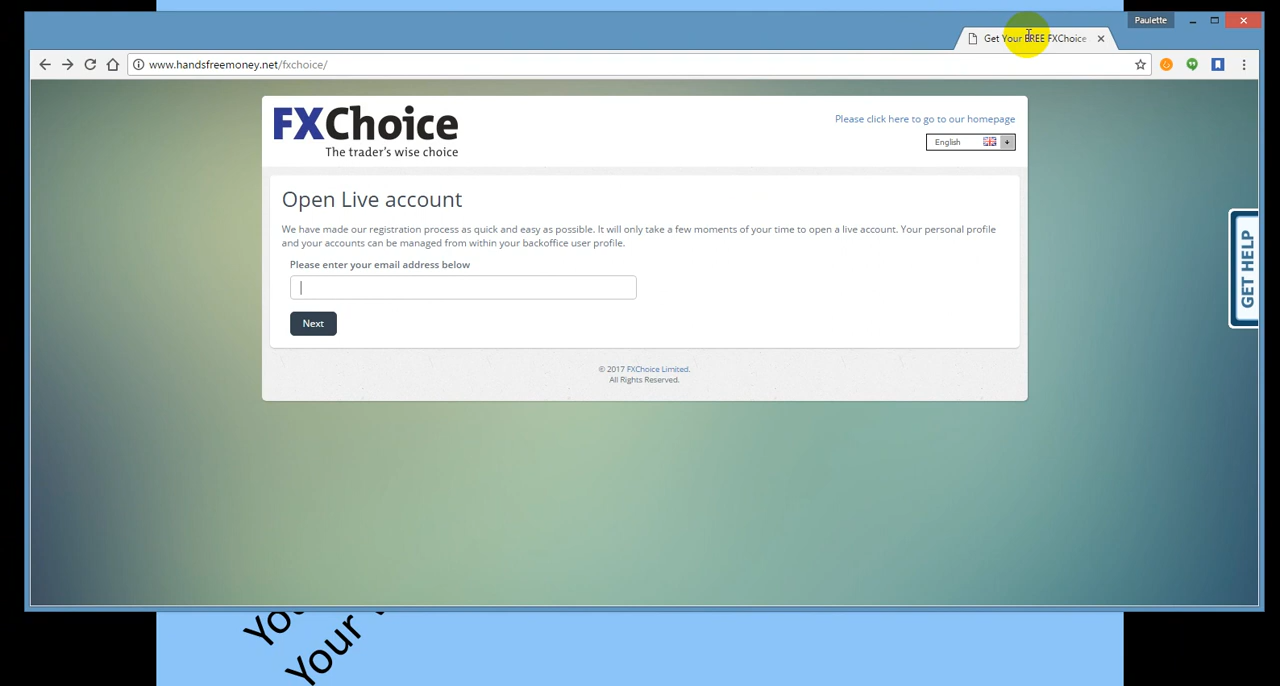 Paulette
Get Your FREE FXChoice
www.handsfreemoney.net/fxchoice/
FXChoice
The trader's wise choice
Please click here to go to our homepage
English
Open Live account
We have made our registration process as quick and easy as possible. It will only take a few moments of your time to open a live account. Your personal profile
and your accounts can be managed from within your backoffice user profile.
Please enter your email address below
Next
GET HELP
© 2017 FXChoice Limited.
All Rights Reserved.
Your